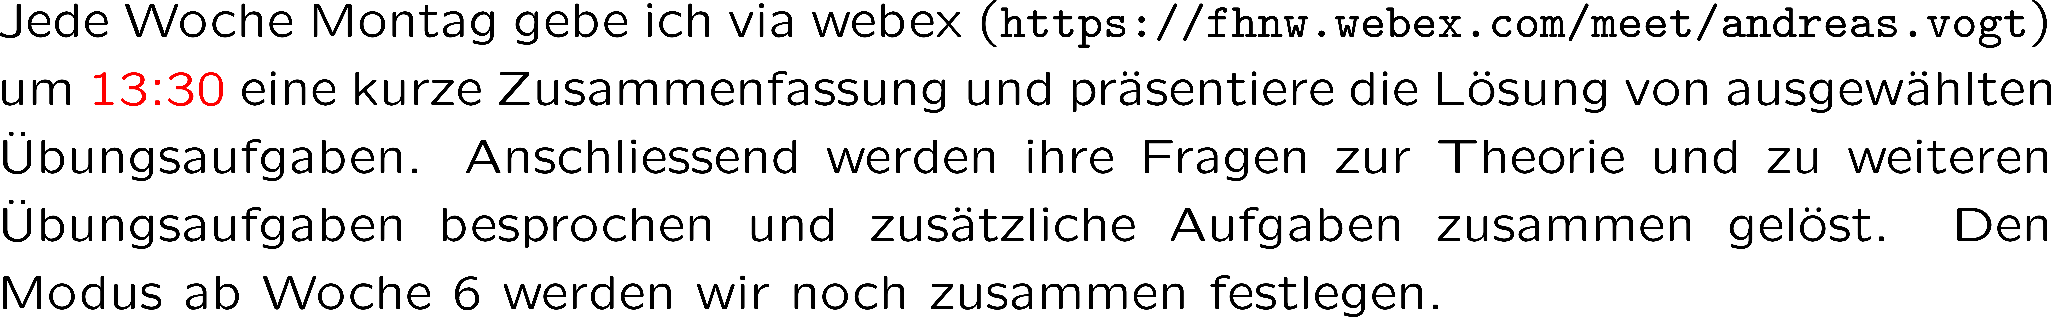 Jede Woche Montag gebe ich via webex (https://fhnw.webex.com/meet/andreas.vogt)
um 13:30 eine kurze Zusammenfassung und präsentiere die Lösung von ausgewählten
Übungsaufgaben. Anschliessend werden ihre Fragen zur Theorie und zu weiteren
Übungsaufgaben besprochen und zusätzliche Aufgaben zusammen gelöst. Den
Modus ab Woche 6 werden wir noch zusammen festlegen.